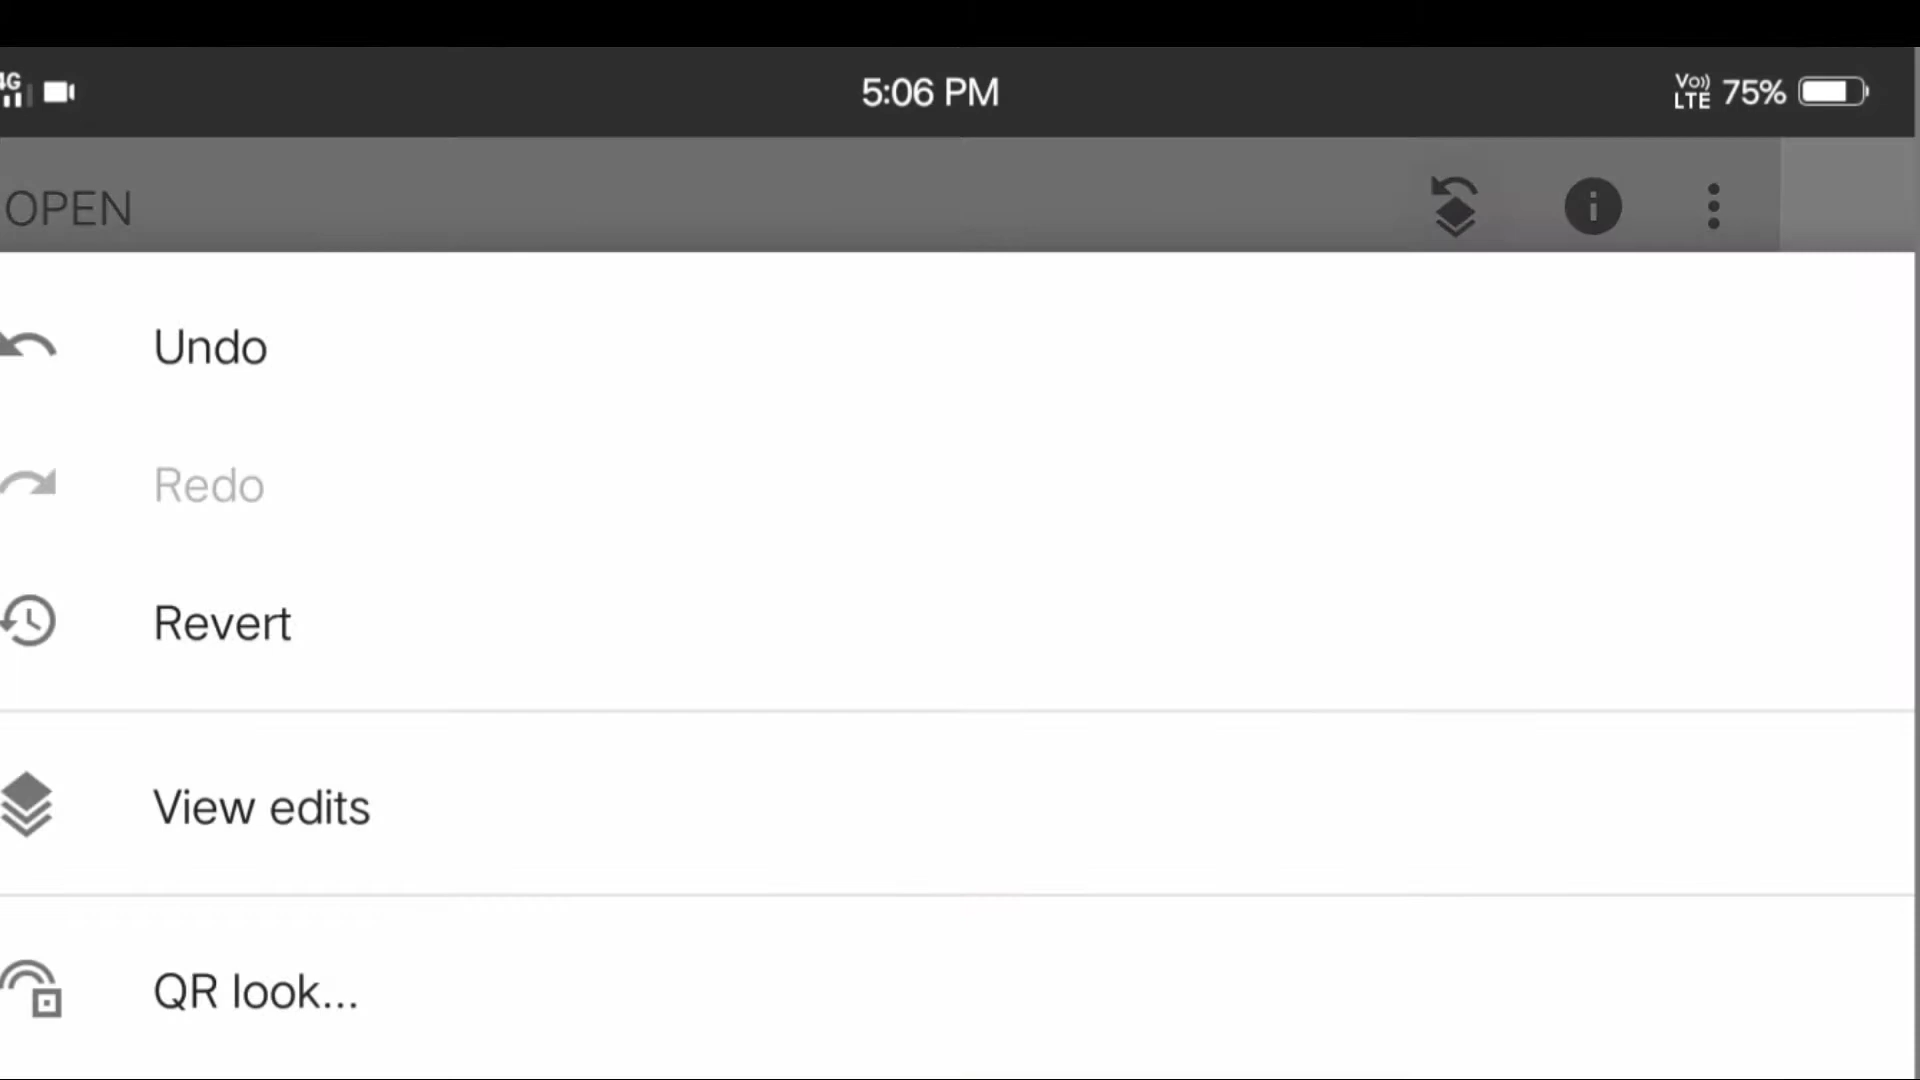 4G
5:06 PM
Vo)) LTE 75%
OPEN
Undo
Redo
Revert
View edits
QR look...